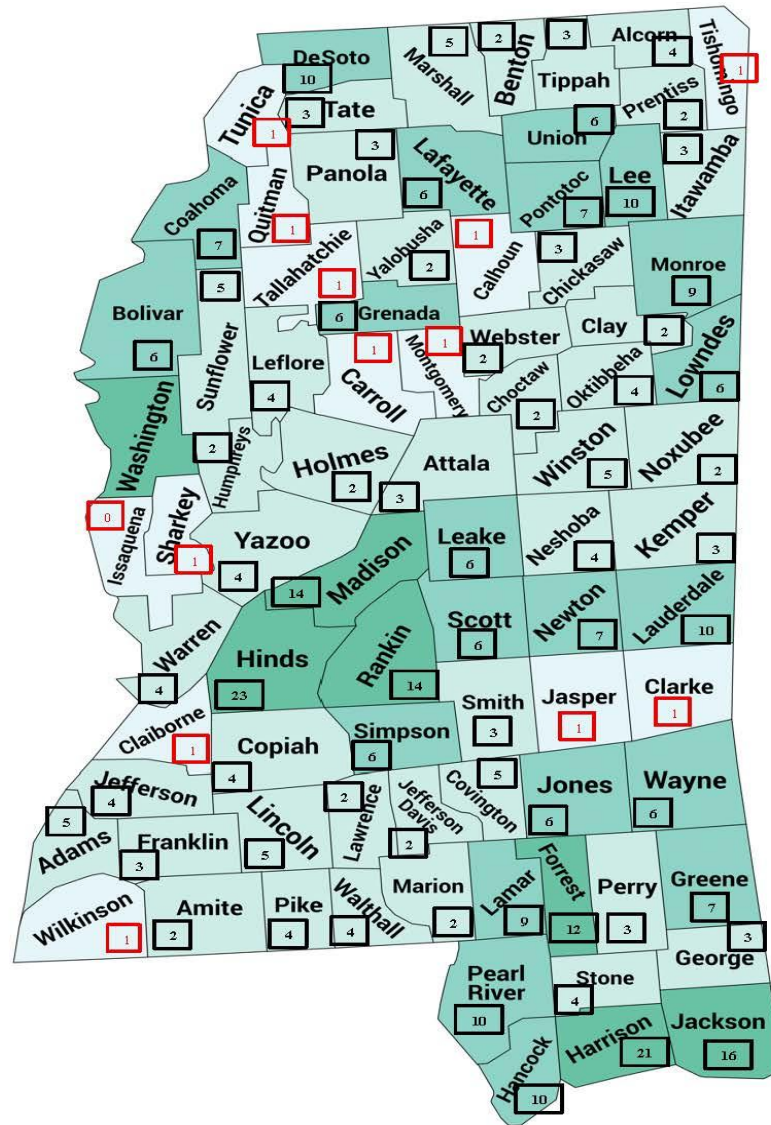 DeSoto
10
Marshall
5
Benton
2
Tippah
3
Alcorn
4
Tishomingo
1
Tunica
1
Tate
3
Panola
3
Lafayette
6
Union
6
Prentiss
2
Lee
10
Itawamba
3
Pontotoc
7
Coahoma
7
Quitman
1
Tallahatchie
1
Yalobusha
2
Calhoun
1
Chickasaw
3
Monroe
9
Bolivar
6
Sunflower
5
Grenada
6
Leflore
4
Carroll
1
Montgomery
1
Webster
2
Clay
2
Lowndes
6
Choctaw
2
Oktibbeha
4
Washington
Humphreys
2
Holmes
2
Attala
3
Winston
5
Noxubee
2
Issaquena
0
Sharkey
1
Yazoo
4
Madison
14
Leake
6
Neshoba
4
Kemper
3
Warren
4
Hinds
23
Rankin
14
Scott
6
Newton
7
Lauderdale
10
Claiborne
1
Copiah
4
Simpson
6
Smith
3
Jasper
1
Clarke
1
Jefferson
4
Adams
5
Franklin
3
Lincoln
5
Lawrence
2
Jefferson
Davis
2
Covington
5
Jones
6
Wayne
6
Wilkinson
1
Amite
2
Pike
4
Walthall
4
Marion
2
Lamar
9
Forrest
12
Perry
3
Greene
7
George
3
Pearl
River
10
Stone
4
Hancock
10
Harrison
21
Jackson
16